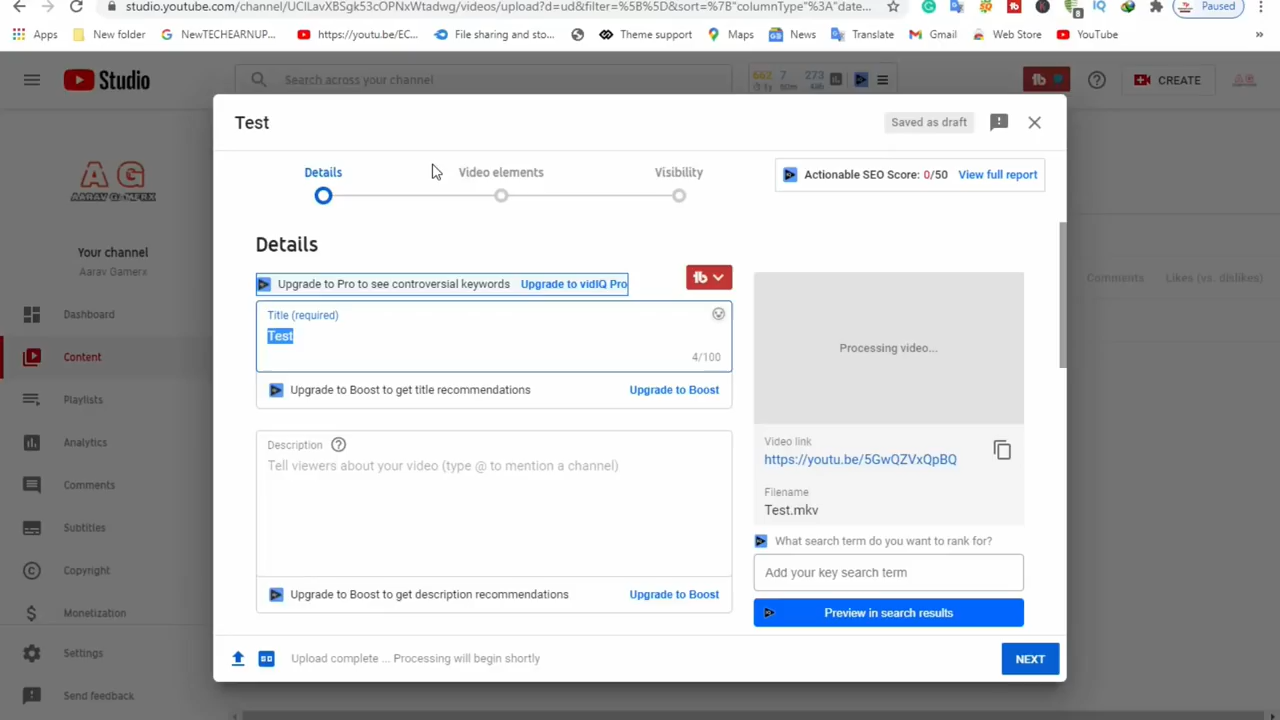 studio.youtube.com/channel/UClLavXBSgk53cOPNxWtadwg/videos/upload?d=ud&filter=%5B%5D&sort=%7B"columnType"%3A"date...
Paused
Apps New folder NewTECHEARNUP... https://youtu.be/EC... File sharing and sto... Theme support Maps News Translate Gmail Web Store YouTube »
Studio
Search across your channel
662 7 273
CREATE
AG
AARAV GAMERX
Your channel
Aarav Gamerx
Dashboard
Content
Playlists
Analytics
Comments
Subtitles
Copyright
Monetization
Settings
Send feedback
Comments Likes (vs. dislikes)
Test
Saved as draft
Details Video elements Visibility
Actionable SEO Score: 0/50 View full report
Details
Upgrade to Pro to see controversial keywords Upgrade to vidIQ Pro
Title (required)
Test
4/100
Upgrade to Boost to get title recommendations Upgrade to Boost
Description
Tell viewers about your video (type @ to mention a channel)
Upgrade to Boost to get description recommendations Upgrade to Boost
Processing video...
Video link
https://youtu.be/5GwQZVxQpBQ
Filename
Test.mkv
What search term do you want to rank for?
Add your key search term
Preview in search results
Upload complete ... Processing will begin shortly
NEXT